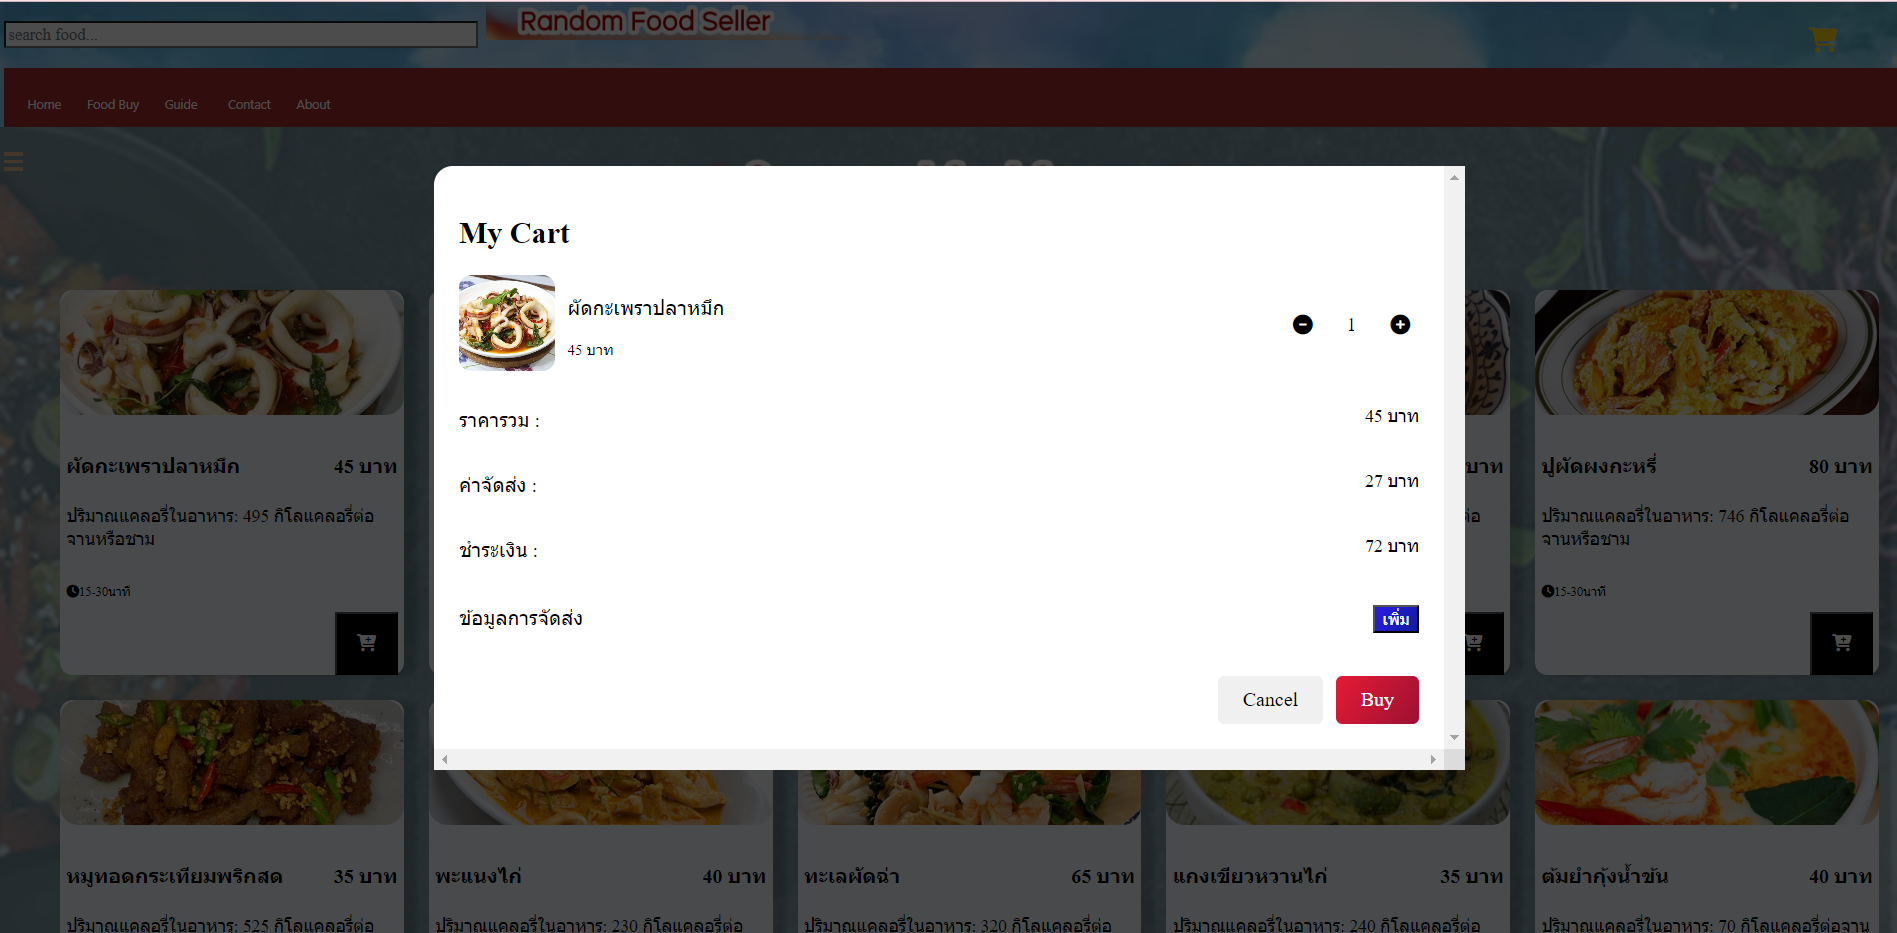 Random Food Seller
search food...
Home Food Buy Guide Contact About
My Cart
ผัดกะเพราปลาหมึก
45 บาท
1
ราคารวม : 45 บาท
ค่าจัดส่ง : 27 บาท
ชำระเงิน : 72 บาท
ข้อมูลการจัดส่ง เพิ่ม
Cancel Buy
ผัดกะเพราปลาหมึก 45 บาท
ปริมาณแคลอรี่ในอาหาร: 495 กิโลแคลอรี่ต่อ
จานหรือชาม
15-30นาที
บาท
ปูผัดผงกะหรี่ 80 บาท
ปริมาณแคลอรี่ในอาหาร: 746 กิโลแคลอรี่ต่อ
จานหรือชาม
15-30นาที
หมูทอดกระเทียมพริกสด 35 บาท
ปริมาณแคลอรี่ในอาหาร: 525 กิโลแคลอรี่ต่อ
พะแนงไก่ 40 บาท
ปริมาณแคลอรี่ในอาหาร: 230 กิโลแคลอรี่ต่อ
ทะเลผัดฉ่า 65 บาท
ปริมาณแคลอรี่ในอาหาร: 320 กิโลแคลอรี่ต่อ
แกงเขียวหวานไก่ 35 บาท
ปริมาณแคลอรี่ในอาหาร: 240 กิโลแคลอรี่ต่อ
ต้มยำกุ้งน้ำข้น 40 บาท
ปริมาณแคลอรี่ในอาหาร: 70 กิโลแคลอรี่ต่อจาน